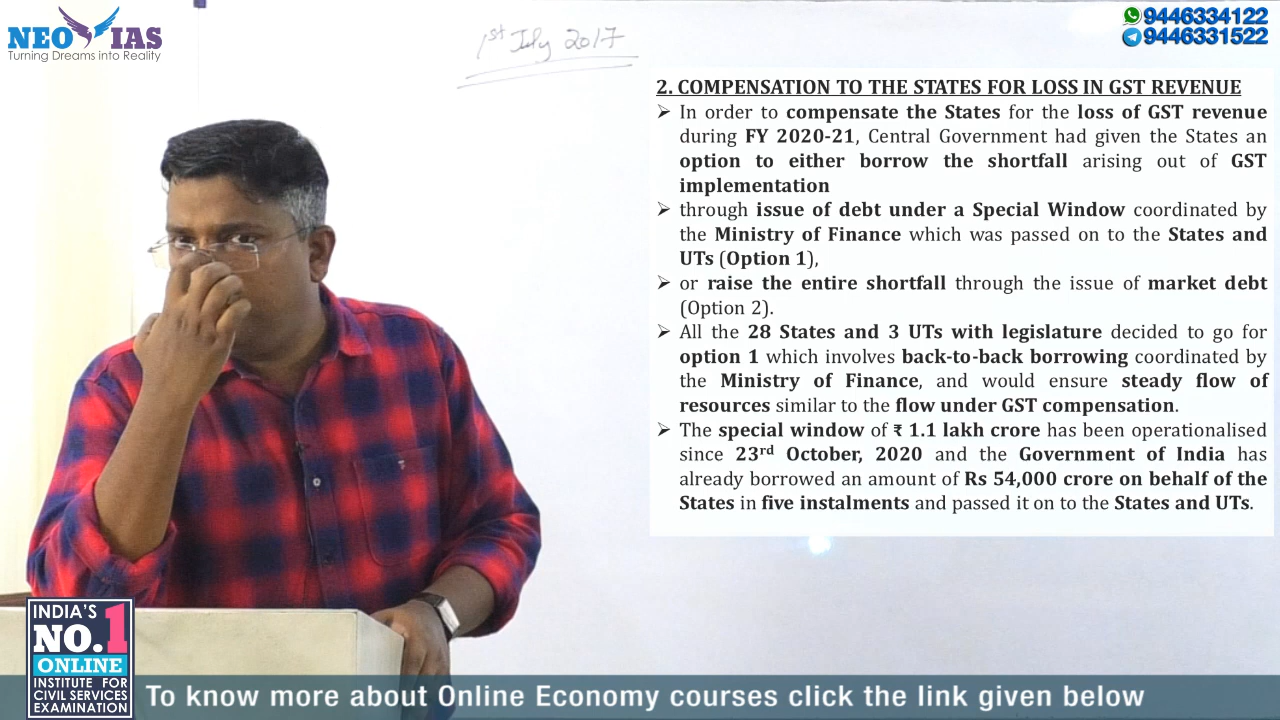 NEO IAS
Turning Dreams into Reality
1st July 2017
9446334122
9446331522
2. COMPENSATION TO THE STATES FOR LOSS IN GST REVENUE
➢ In order to compensate the States for the loss of GST revenue
during FY 2020-21, Central Government had given the States an
option to either borrow the shortfall arising out of GST
implementation
➢ through issue of debt under a Special Window coordinated by
the Ministry of Finance which was passed on to the States and
UTs (Option 1),
➢ or raise the entire shortfall through the issue of market debt
(Option 2).
➢ All the 28 States and 3 UTs with legislature decided to go for
option 1 which involves back-to-back borrowing coordinated by
the Ministry of Finance, and would ensure steady flow of
resources similar to the flow under GST compensation.
➢ The special window of ₹ 1.1 lakh crore has been operationalised
since 23rd October, 2020 and the Government of India has
already borrowed an amount of Rs 54,000 crore on behalf of the
States in five instalments and passed it on to the States and UTs.
INDIA'S
NO.1
ONLINE
INSTITUTE FOR
CIVIL SERVICES
EXAMINATION
To know more about Online Economy courses click the link given below